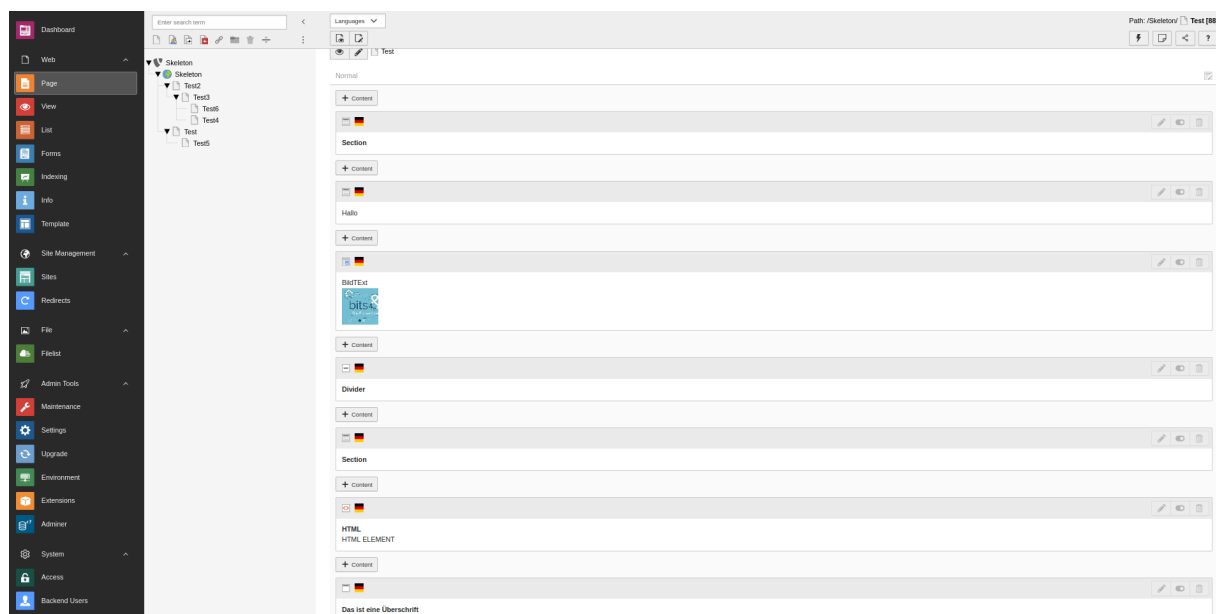 Dashboard
Web
Page
View
List
Forms
Indexing
Info
Template
Site Management
Sites
Redirects
File
Filelist
Admin Tools
Maintenance
Settings
Upgrade
Environment
Extensions
Adminer
System
Access
Backend Users
Enter search term
Skeleton
Skeleton
Test2
Test3
Test6
Test4
Test
Test5
Languages
Path: /Skeleton/ Test [88
Test
Normal
+ Content
Section
+ Content
Hallo
+ Content
BildTExt
bits
+ Content
Divider
+ Content
Section
+ Content
HTML
HTML ELEMENT
+ Content
Das ist eine Überschrift